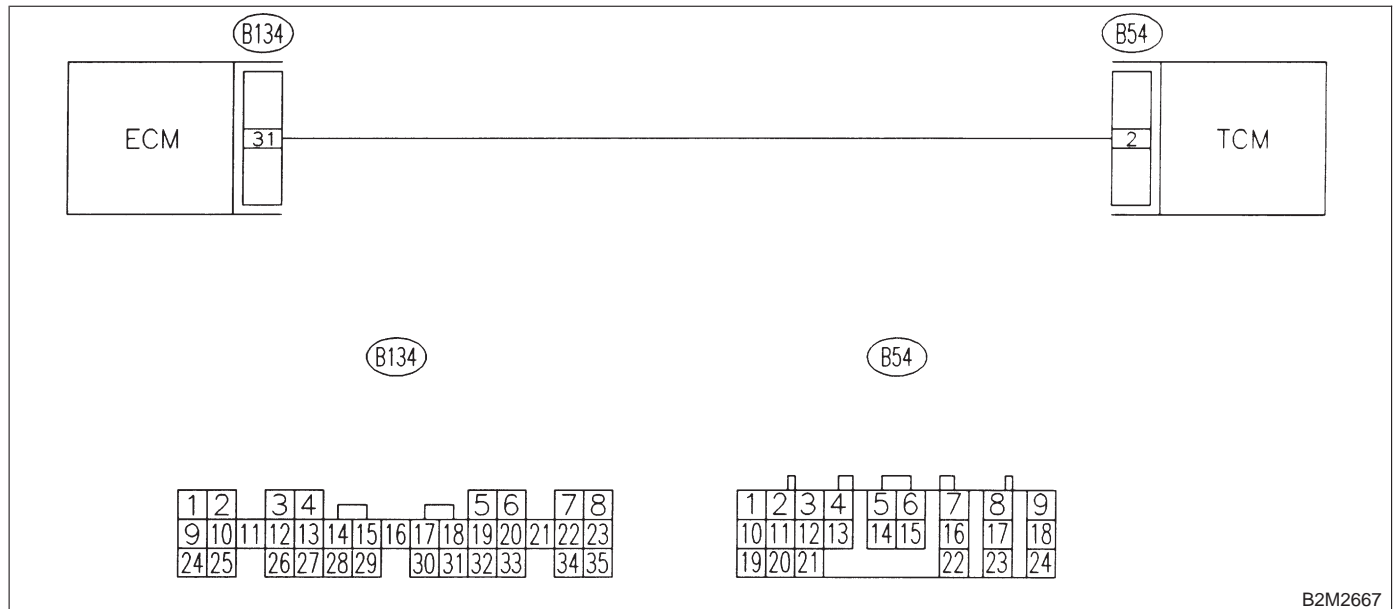 B134 B54
ECM 31 2 TCM
B134 B54
1 2 3 4 5 6 7 8
9 10 11 12 13 14 15 16 17 18 19 20 21 22 23
24 25 26 27 28 29 30 31 32 33 34 35
1 2 3 4 5 6 7 8 9
10 11 12 13 14 15 16 17 18
19 20 21 22 23 24
B2M2667